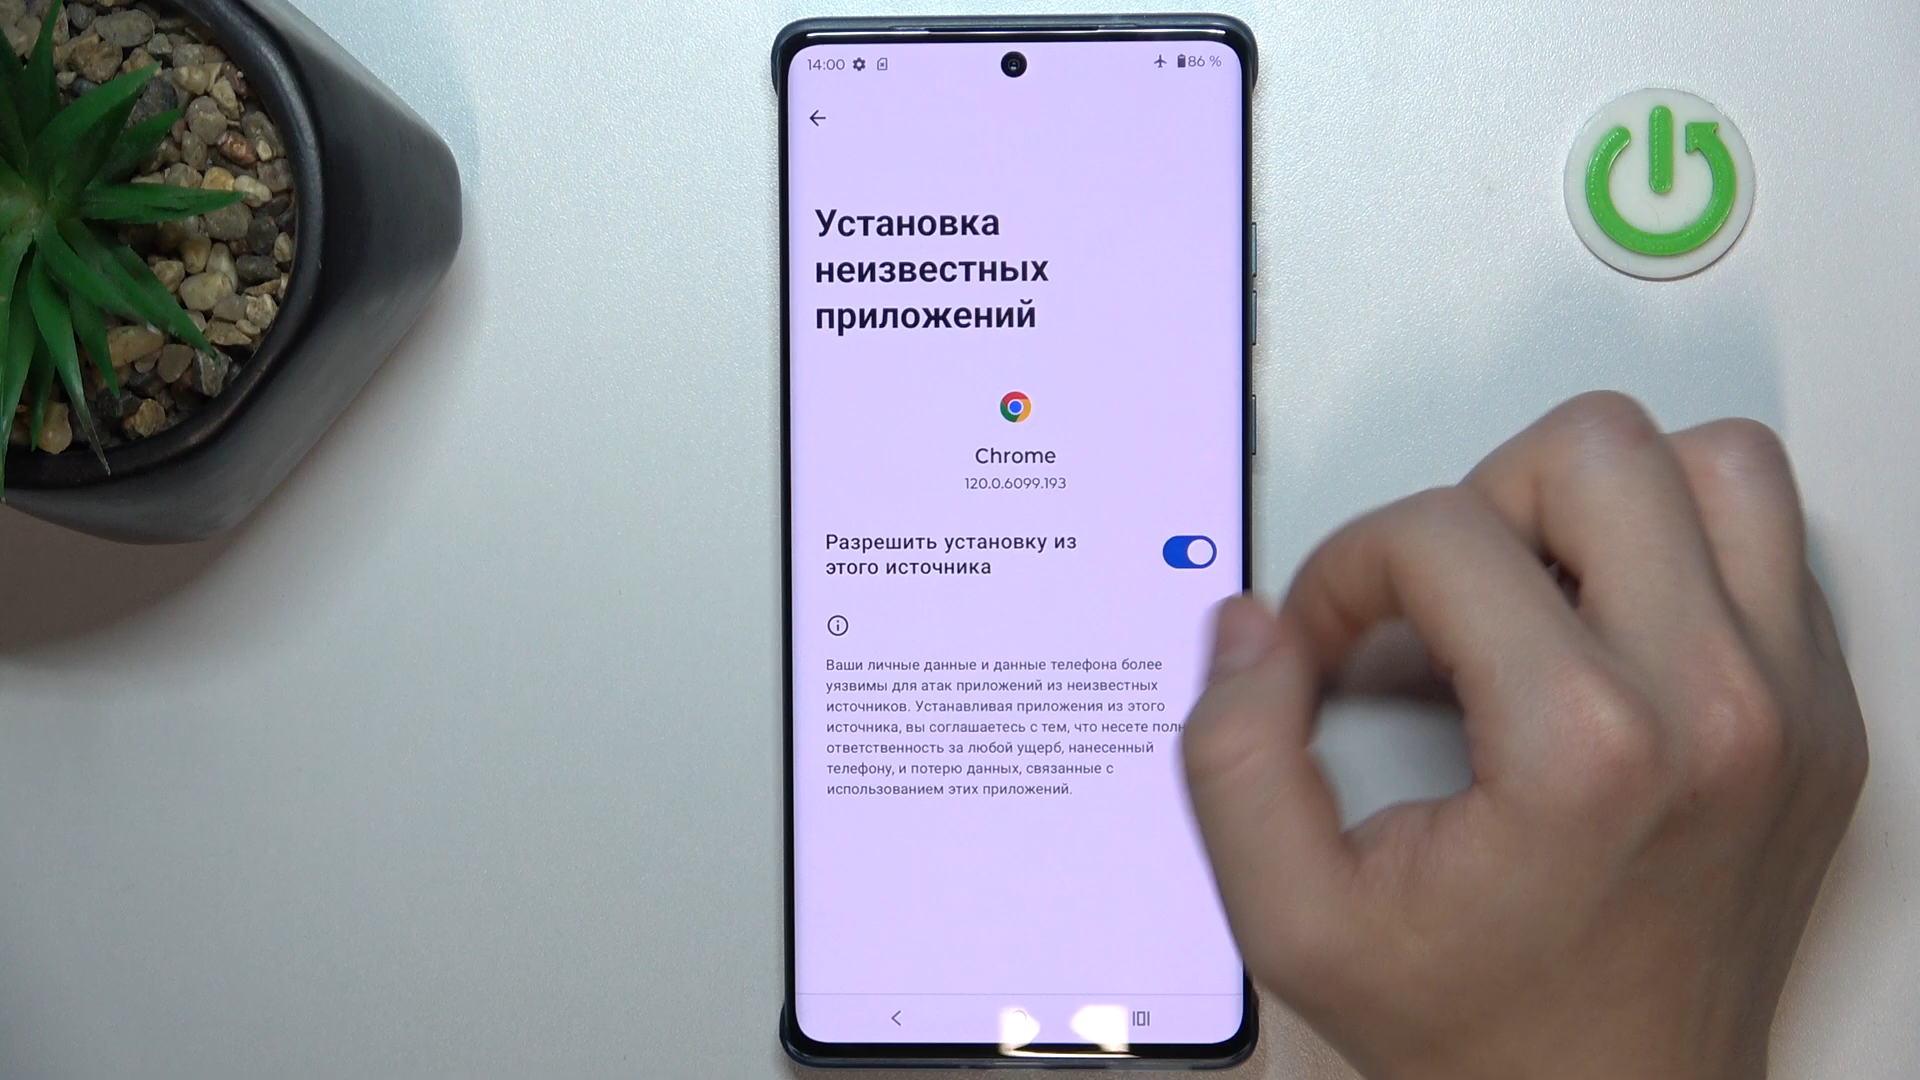 14:00 86 %
Установка
неизвестных
приложений
Chrome
120.0.6099.193
Разрешить установку из
этого источника
Ваши личные данные и данные телефона более
уязвимы для атак приложений из неизвестных
источников. Устанавливая приложения из этого
источника, вы соглашаетесь с тем, что несете
ответственность за любой ущерб, нанесенный
телефону, и потерю данных, связанные с
использованием этих приложений.